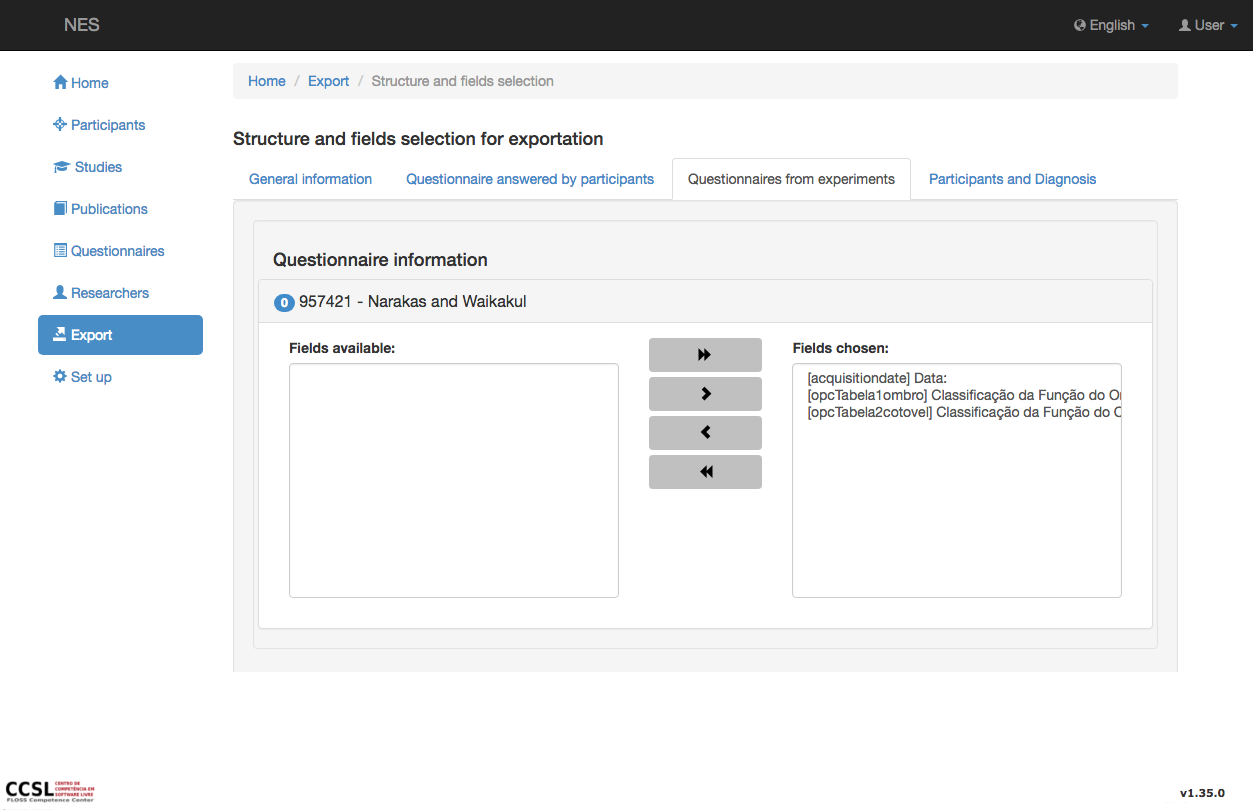 NES
English
User
Home
Participants
Studies
Publications
Questionnaires
Researchers
Export
Set up
Home / Export / Structure and fields selection
Structure and fields selection for exportation
General information
Questionnaire answered by participants
Questionnaires from experiments
Participants and Diagnosis
Questionnaire information
0 957421 - Narakas and Waikakul
Fields available:
Fields chosen:
[acquisitiondate] Data:
[opcTabela1ombro] Classificação da Função do
[opcTabela2cotovel] Classificação da Função do
CCSL
CENTRO DE
COMPETÊNCIA EM
SOFTWARE LIVRE
FLOSS Competence Center
v1.35.0